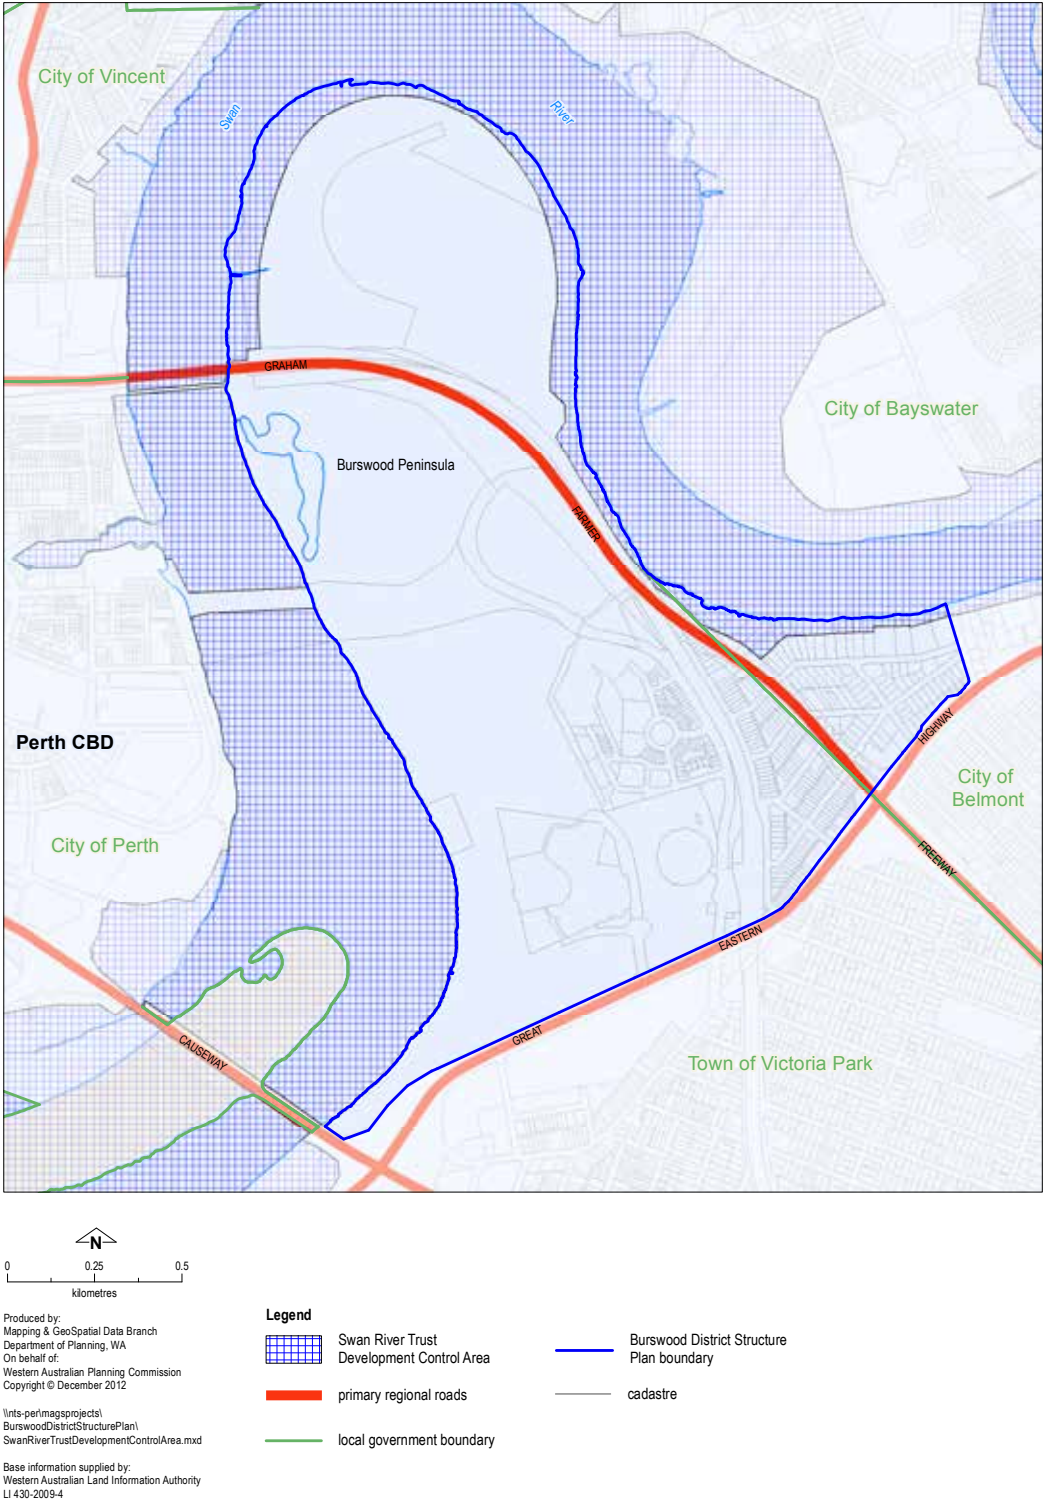 City of Vincent
Swan
River
City of Bayswater
GRAHAM
Burswood Peninsula
FARMER
Perth CBD
HIGHWAY
City of
Belmont
City of Perth
FREEWAY
EASTERN
GREAT
CAUSEWAY
Town of Victoria Park
N
0 0.25 0.5
kilometres
Produced by:
Mapping & GeoSpatial Data Branch
Department of Planning, WA
On behalf of:
Western Australian Planning Commission
Copyright © December 2012
\\nts-per\magsprojects\
BurswoodDistrictStructurePlan\
SwanRiverTrustDevelopmentControlArea.mxd
Base information supplied by:
Western Australian Land Information Authority
LI 430-2009-4
Legend
Swan River Trust
Development Control Area
primary regional roads
local government boundary
Burswood District Structure
Plan boundary
cadastre